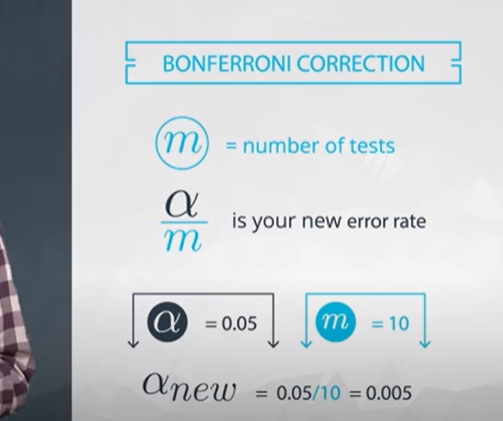 BONFERRONI CORRECTION
m = number of tests
α
m
is your new error rate
α = 0.05
m = 10
αnew = 0.05/10 = 0.005